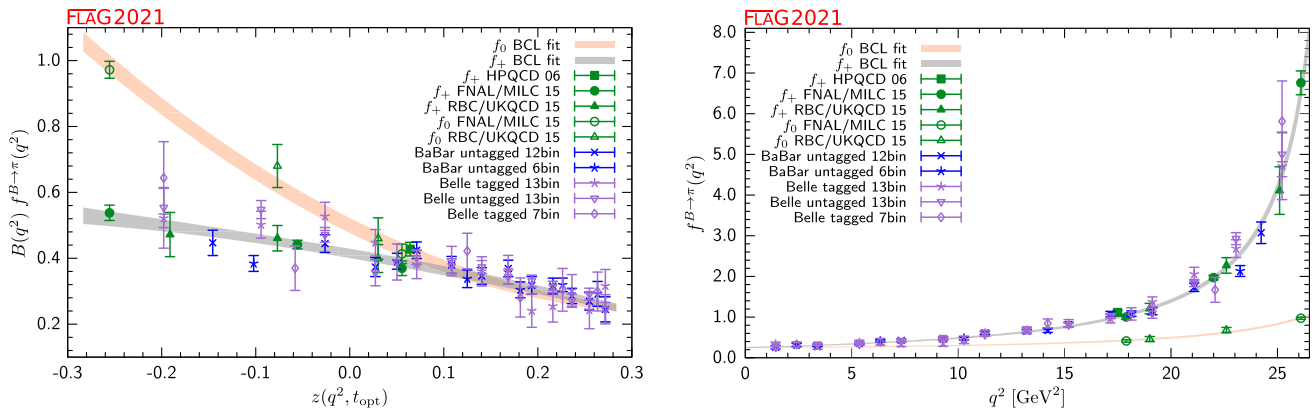 FLAG2021
f₀ BCL fit
f₊ BCL fit
f₊ HPQCD 06
f₊ FNAL/MILC 15
f₊ RBC/UKQCD 15
f₀ FNAL/MILC 15
f₀ RBC/UKQCD 15
BaBar untagged 12bin
BaBar untagged 6bin
Belle tagged 13bin
Belle untagged 13bin
Belle tagged 7bin
B(q²) f^{B→π}(q²)
1.0
0.8
0.6
0.4
0.2
-0.3 -0.2 -0.1 0.0 0.1 0.2 0.3
z(q², t_opt)
FLAG2021
f₀ BCL fit
f₊ BCL fit
f₊ HPQCD 06
f₊ FNAL/MILC 15
f₊ RBC/UKQCD 15
f₀ FNAL/MILC 15
f₀ RBC/UKQCD 15
BaBar untagged 12bin
BaBar untagged 6bin
Belle tagged 13bin
Belle untagged 13bin
Belle tagged 7bin
f^{B→π}(q²)
8.0
7.0
6.0
5.0
4.0
3.0
2.0
1.0
0.0
0 5 10 15 20 25
q² [GeV²]